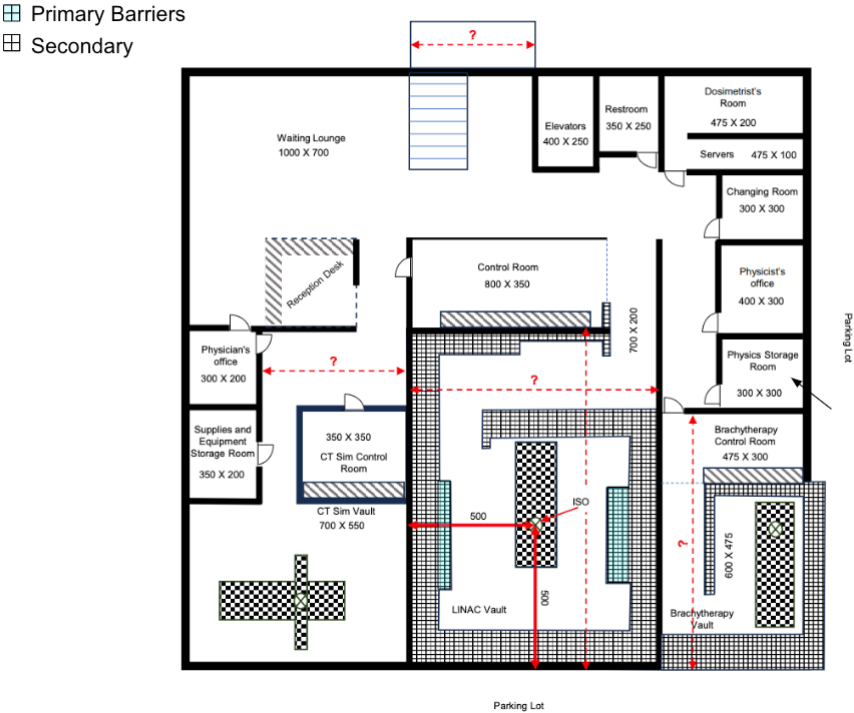 Primary Barriers
Secondary
?
Dosimetrist's
Room
475 X 200
Restroom
350 X 250
Elevators
400 X 250
Waiting Lounge
1000 X 700
Servers 475 X 100
Changing Room
300 X 300
Control Room
800 X 350
Reception Desk
Physicist's
office
400 X 300
700 X 200
Parking Lot
Physician's
office
300 X 200
?
?
Physics Storage
Room
300 X 300
Supplies and
Equipment
Storage Room
350 X 200
350 X 350
CT Sim Control
Room
Brachytherapy
Control Room
475 X 300
CT Sim Vault
700 X 550
500
ISO
?
600 X 475
500
LINAC Vault
Brachytherapy
Vault
Parking Lot